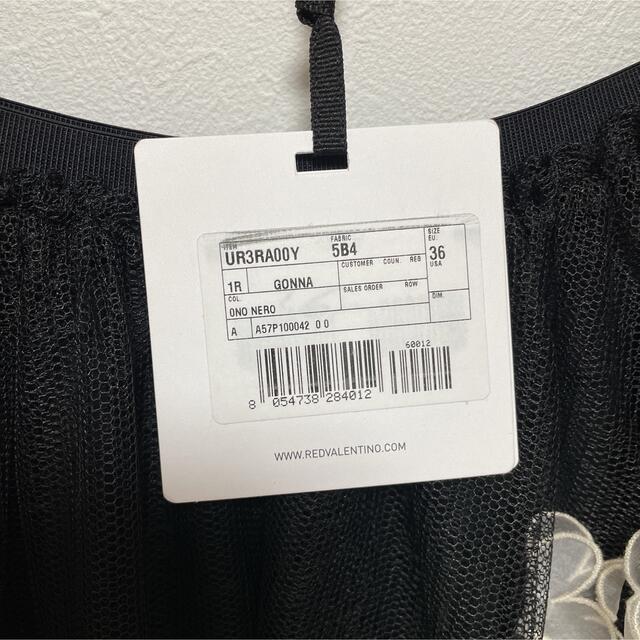 ITEM FABRIC SIZE EU.
UR3RA00Y 5B4 36
1R GONNA CUSTOMER COUN. REG USA
COL. SALES ORDER ROW DIM.
0NO NERO
A A57P100042 0 0
60012
8 054738 284012
WWW.REDVALENTINO.COM